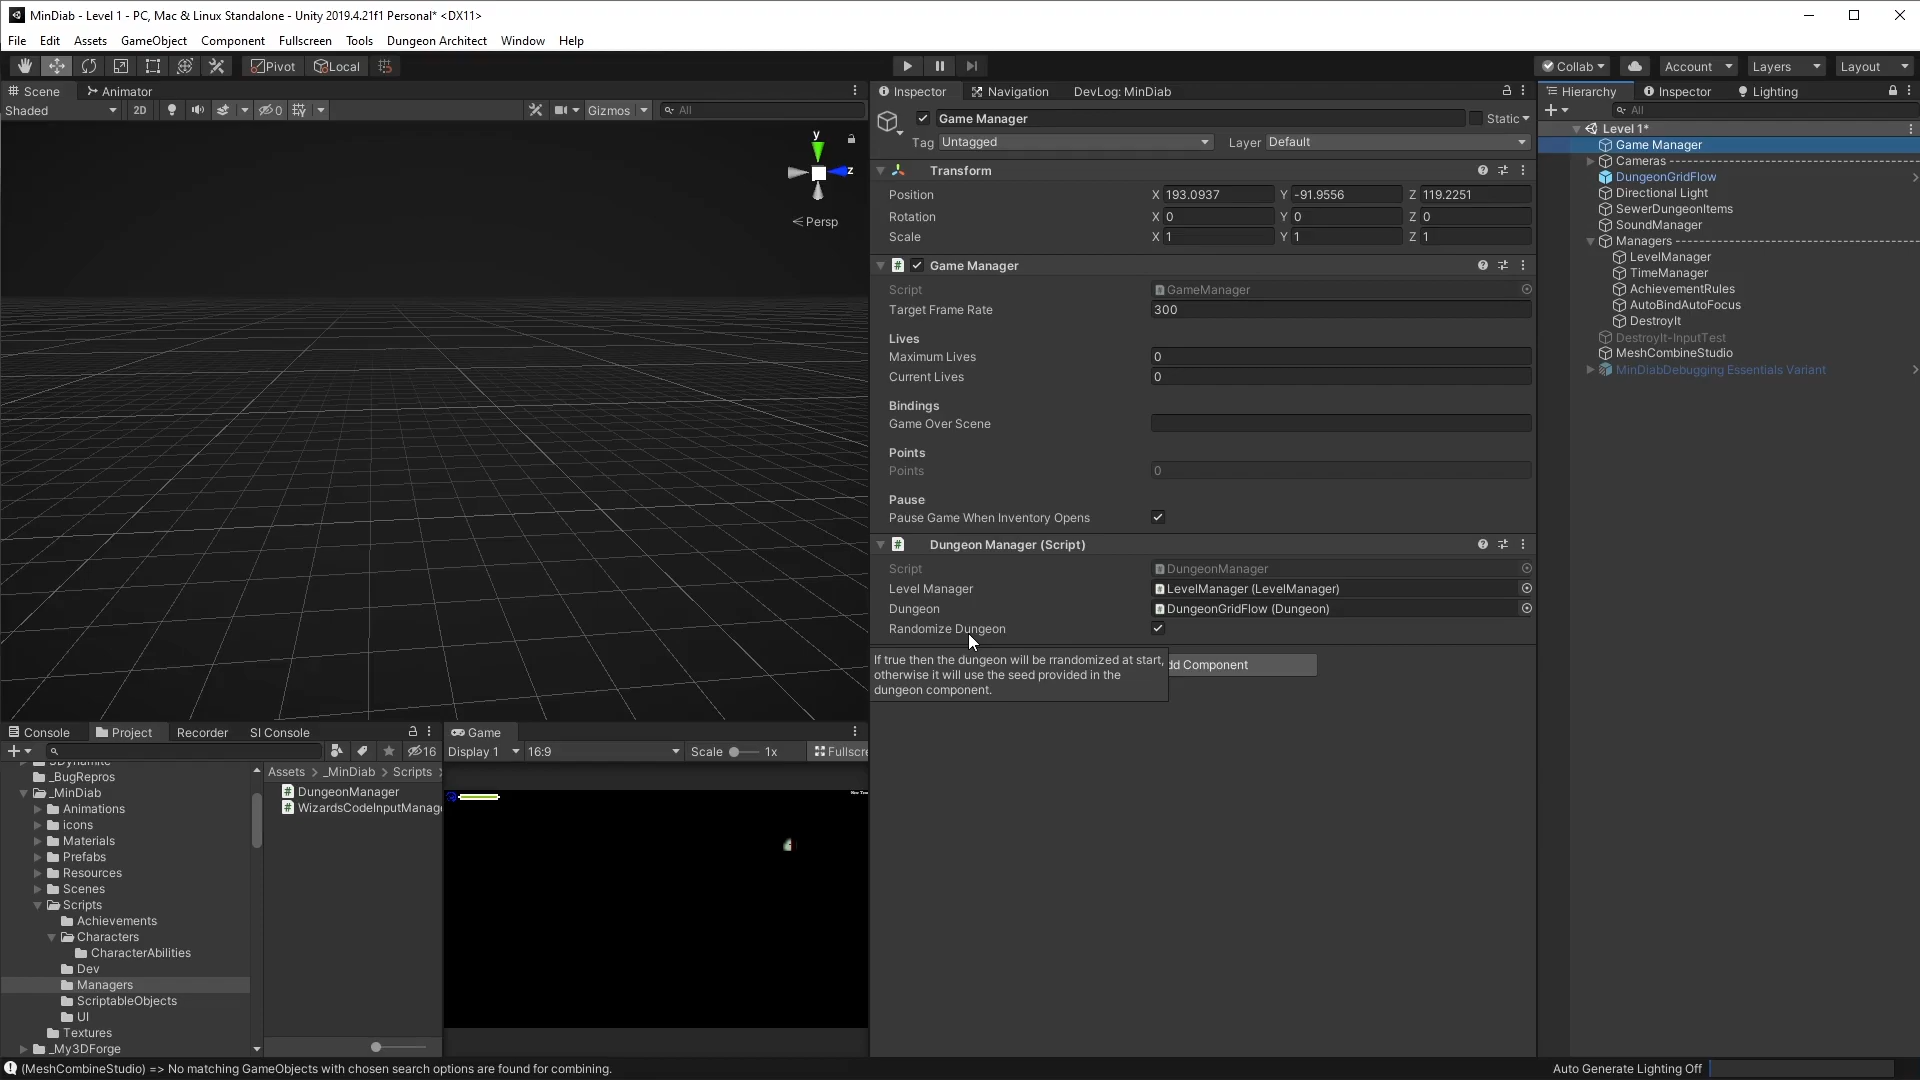 MinDiab - Level 1 - PC, Mac & Linux Standalone - Unity 2019.4.21f1 Personal* <DX11>
File Edit Assets GameObject Component Fullscreen Tools Dungeon Architect Window Help
Pivot Local
Collab Account Layers Layout
Scene Animator
Shaded 2D 0 Gizmos All
y
z
< Persp
Inspector Navigation DevLog: MinDiab
Game Manager Static
Tag Untagged Layer Default
Transform
Position X 193.0937 Y -91.9556 Z 119.2251
Rotation X 0 Y 0 Z 0
Scale X 1 Y 1 Z 1
Game Manager
Script GameManager
Target Frame Rate 300
Lives
Maximum Lives 0
Current Lives 0
Bindings
Game Over Scene
Points
Points 0
Pause
Pause Game When Inventory Opens
Dungeon Manager (Script)
Script DungeonManager
Level Manager LevelManager (LevelManager)
Dungeon DungeonGridFlow (Dungeon)
Randomize Dungeon
If true then the dungeon will be rrandomized at start,
otherwise it will use the seed provided in the
dungeon component.
dd Component
Hierarchy Inspector Lighting
All
Level 1*
Game Manager
Cameras --------------------
DungeonGridFlow
Directional Light
SewerDungeonItems
SoundManager
Managers --------------------
LevelManager
TimeManager
AchievementRules
AutoBindAutoFocus
DestroyIt
DestroyIt-InputTest
MeshCombineStudio
MinDiabDebugging Essentials Variant
Console Project Recorder SI Console
16
3Dynamite
_BugRepros
_MinDiab
Animations
icons
Materials
Prefabs
Resources
Scenes
Scripts
Achievements
Characters
CharacterAbilities
Dev
Managers
ScriptableObjects
UI
Textures
_My3DForge
Assets > _MinDiab > Scripts >
DungeonManager
WizardsCodeInputManage
Game
Display 1 16:9 Scale 1x Fullscre
(MeshCombineStudio) => No matching GameObjects with chosen search options are found for combining.
Auto Generate Lighting Off